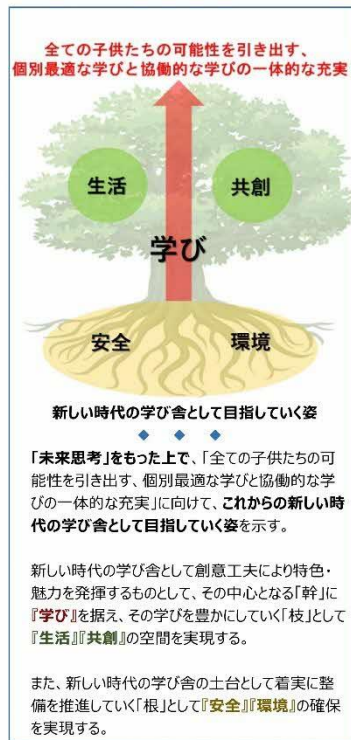 全ての子供たちの可能性を引き出す、
個別最適な学びと協働的な学びの一体的な充実
生活
共創
学び
安全
環境
新しい時代の学び舎として目指していく姿
「未来思考」をもった上で、「全ての子供たちの可
能性を引き出す、個別最適な学びと協働的な学
びの一体的な充実」に向けて、これからの新しい時
代の学び舎として目指していく姿を示す。
新しい時代の学び舎として創意工夫により特色・
魅力を発揮するものとして、その中心となる「幹」に
『学び』を据え、その学びを豊かにしていく「枝」として
『生活』『共創』の空間を実現する。
また、新しい時代の学び舎の土台として着実に整
備を推進していく「根」として『安全』『環境』の確保
を実現する。